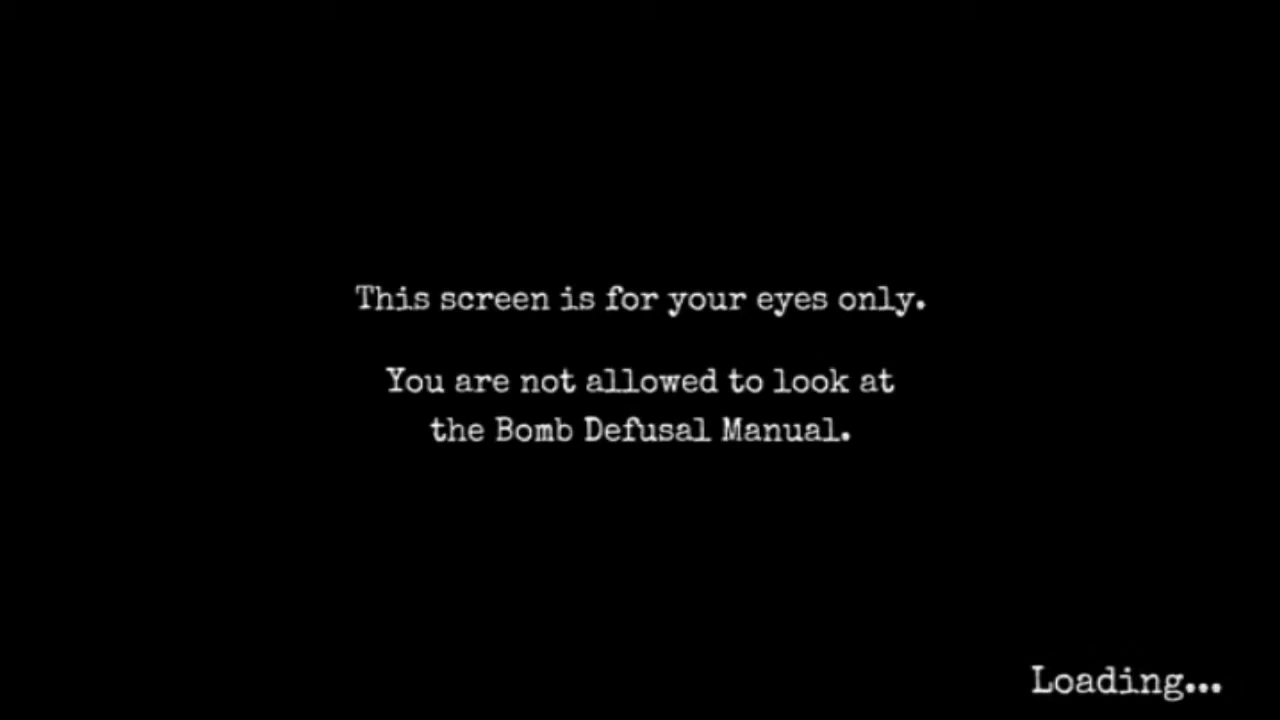 This screen is for your eyes only.
You are not allowed to look at
the Bomb Defusal Manual.
Loading...